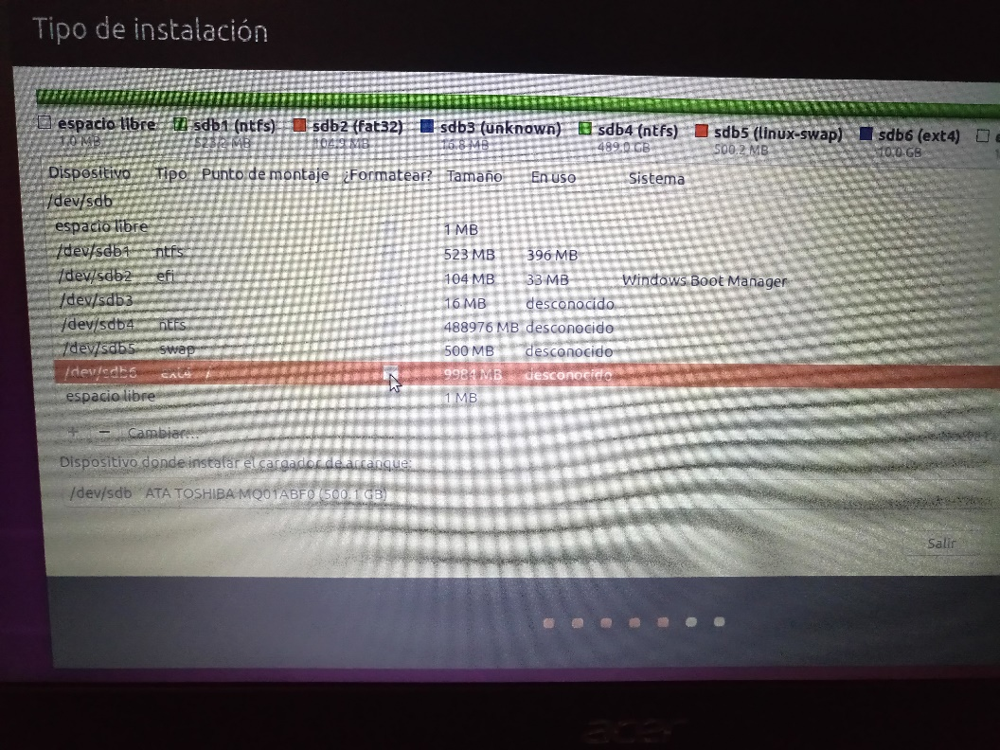 Tipo de instalación
espacio libre sdb1 (ntfs) sdb2 (fat32) sdb3 (unknown) sdb4 (ntfs) sdb5 (linux-swap) sdb6 (ext4)
1.0 MB 523.2 MB 104.9 MB 16.8 MB 489.0 GB 500.2 MB 10.0 GB
Dispositivo Tipo Punto de montaje ¿Formatear? Tamaño En uso Sistema
/dev/sdb
espacio libre 1 MB
/dev/sdb1 ntfs 523 MB 396 MB
/dev/sdb2 efi 104 MB 33 MB Windows Boot Manager
/dev/sdb3 16 MB desconocido
/dev/sdb4 ntfs 488976 MB desconocido
/dev/sdb5 swap 500 MB desconocido
/dev/sdb6 ext4 / 9984 MB desconocido
espacio libre 1 MB
+ − Cambiar...
Dispositivo donde instalar el cargador de arranque:
/dev/sdb ATA TOSHIBA MQ01ABF0 (500.1 GB)
Salir
acer